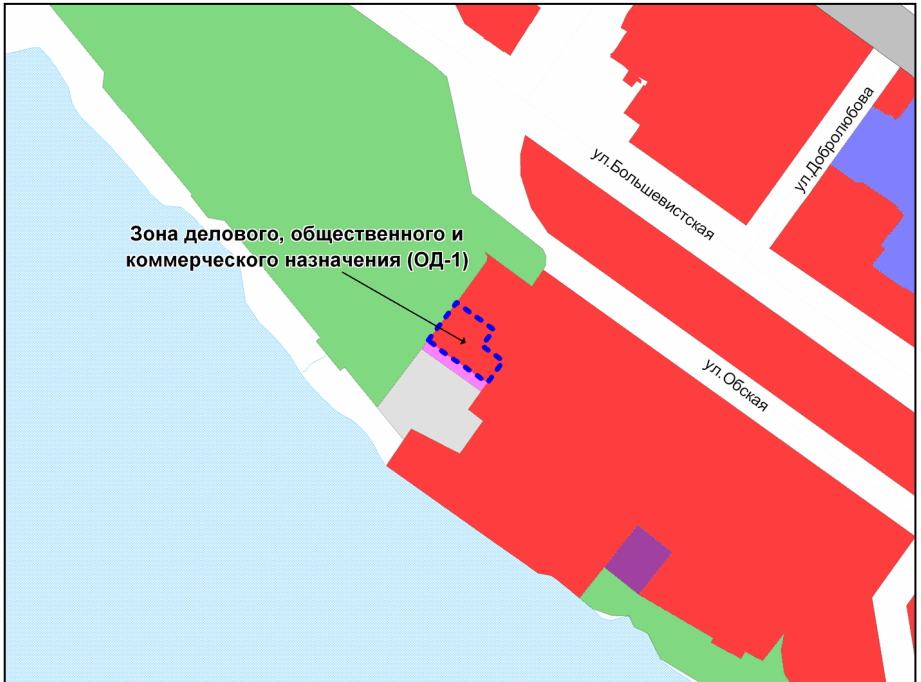 ул.Добролюбова
ул.Большевистская
Зона делового, общественного и
коммерческого назначения (ОД-1)
ул.Обская